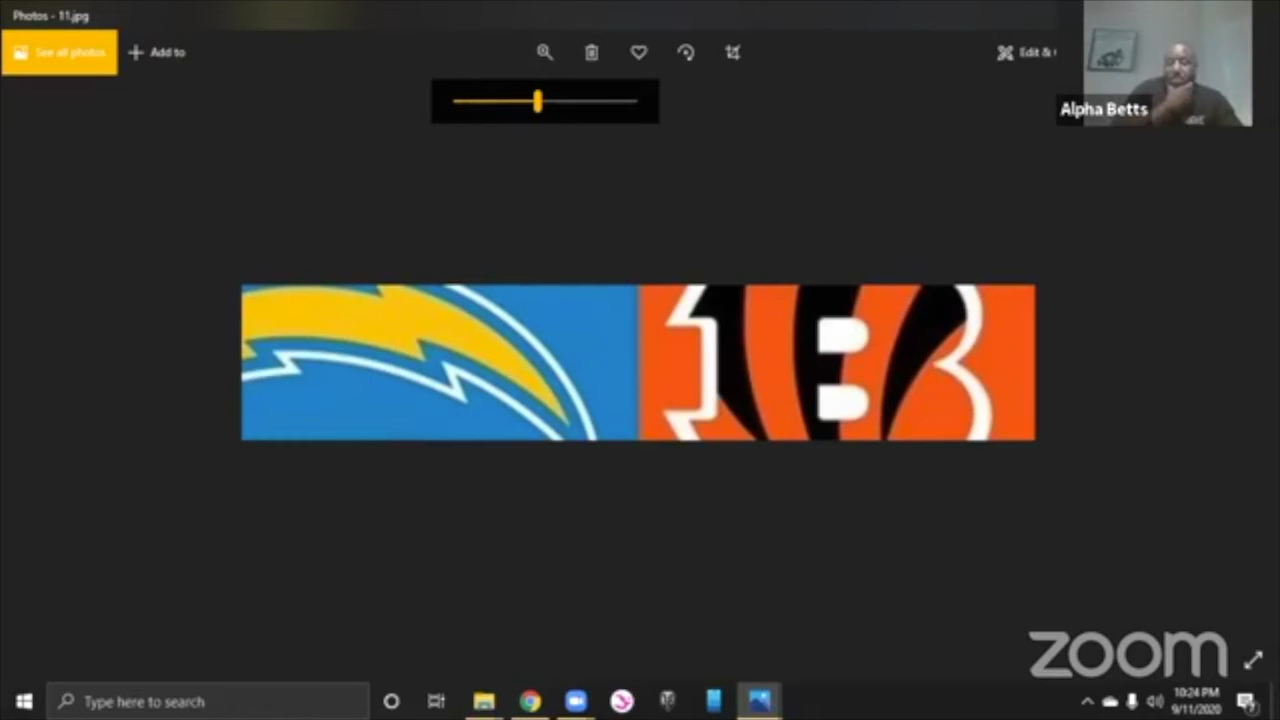 Photos - 11.jpg
See all photos
Add to
Edit &
Alpha Betts
B
zoom
Type here to search
10:24 PM
9/11/2020